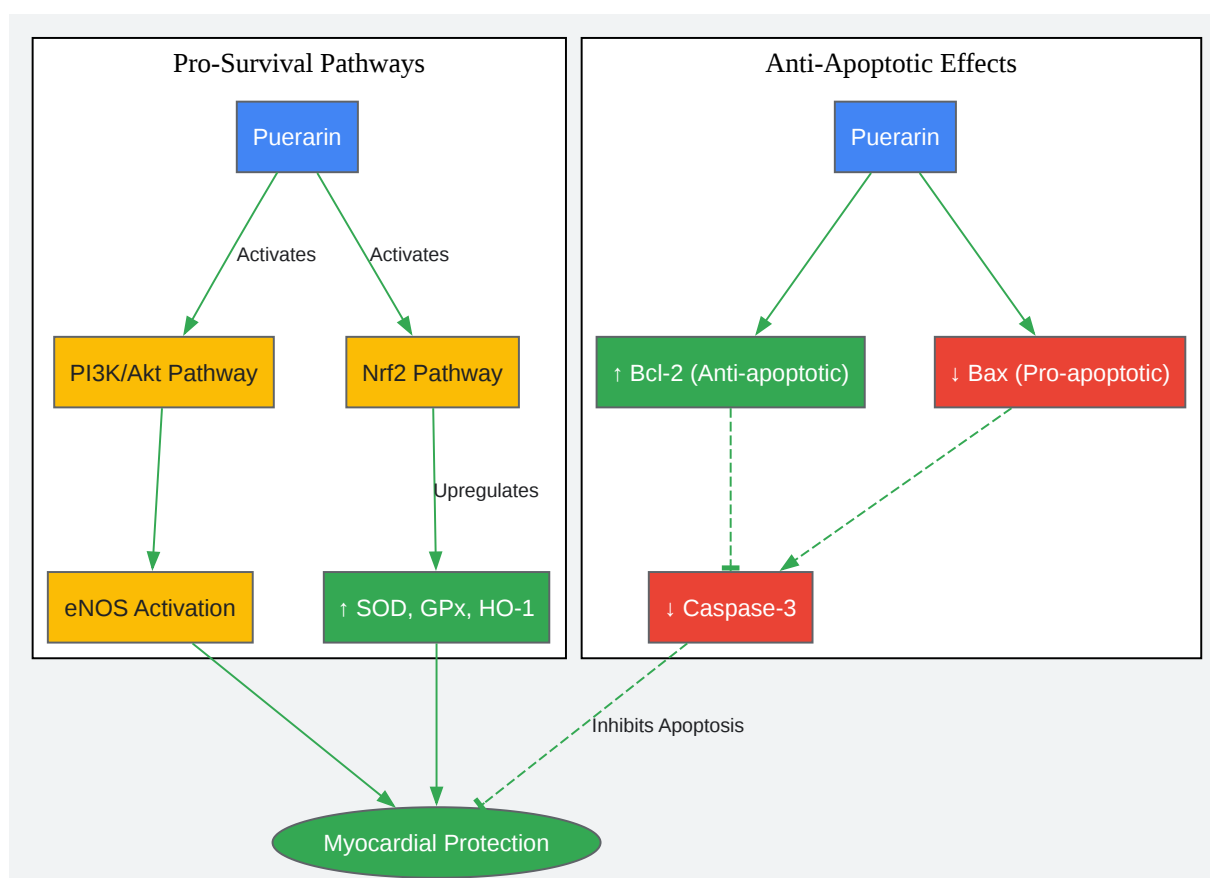 Pro-Survival Pathways
Puerarin
Activates
Activates
PI3K/Akt Pathway
Nrf2 Pathway
Upregulates
eNOS Activation
↑ SOD, GPx, HO-1
Anti-Apoptotic Effects
Puerarin
↑ Bcl-2 (Anti-apoptotic)
↓ Bax (Pro-apoptotic)
↓ Caspase-3
Inhibits Apoptosis
Myocardial Protection